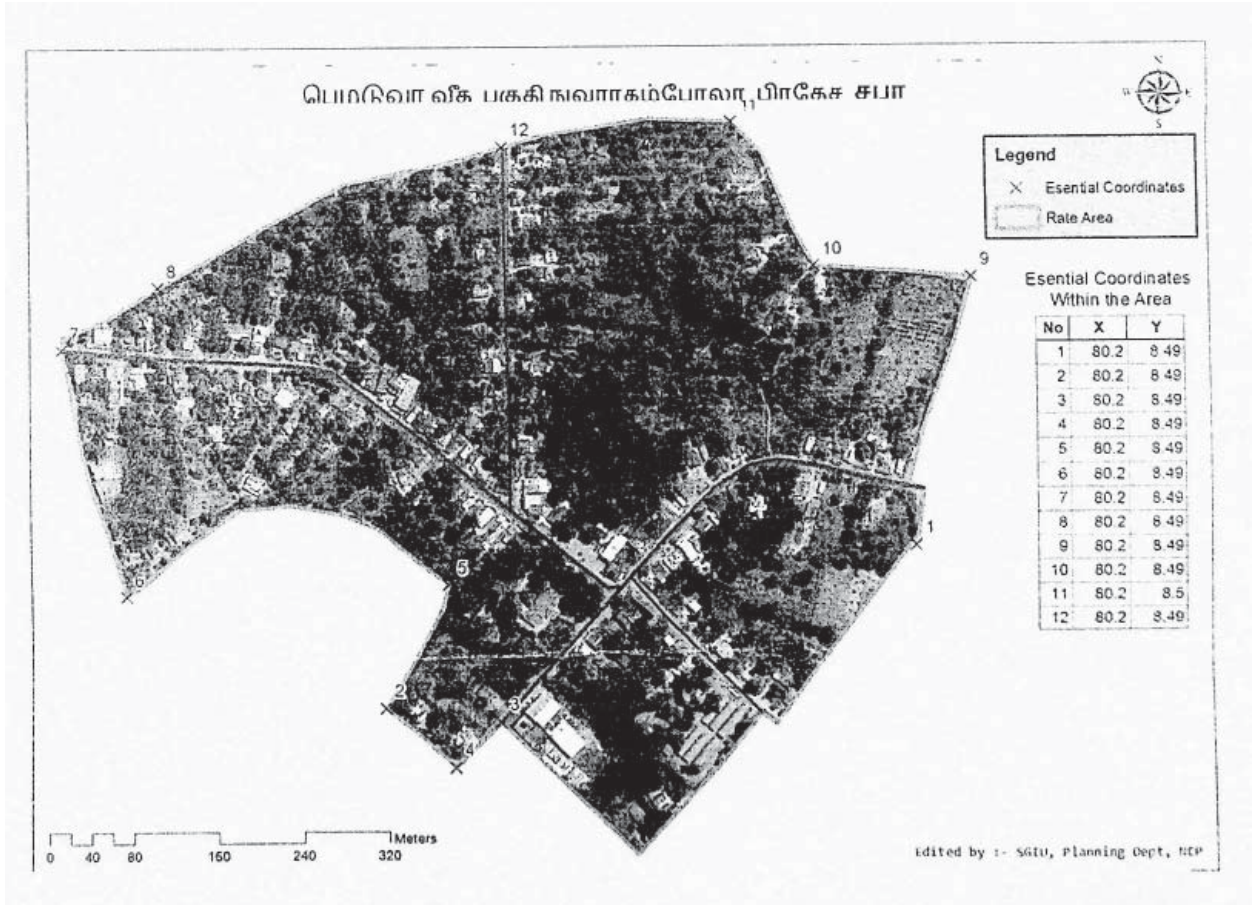 சபா
N
W E
S
Legend
Esential Coordinates
Rate Area
Esential Coordinates
Within the Area
No X Y
1 80.2 8.49
2 80.2 8.49
3 80.2 8.49
4 80.2 8.49
5 80.2 8.49
6 80.2 8.49
7 80.2 8.49
8 80.2 8.49
9 80.2 8.49
10 80.2 8.49
11 80.2 8.5
12 80.2 8.49
11
12
10
9
8
7
1
5
6
2
3
4
Meters
0 40 80 160 240 320
Edited by :- SGIU, Planning Dept, NCP